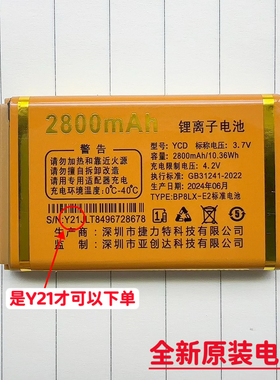 2800mAh
锂离子电池
警告
请勿加热和靠近火源
请勿擅自拆卸改造
请用专用适配器充电
充电环境温度:0℃-40℃
S/N:Y21JLT8496728678
YCD 标称电压:3.7V
2800mAh/10.36Wh
充电限制电压:4.2V
执行标准:GB31241-2022
生产日期:2024年06月
TYPE:BP8LX-E2标准电池
生产:深圳市捷力特科技有限公司
监制:深圳市亚创达科技有限公司
是Y21才可以下单
全新原装电